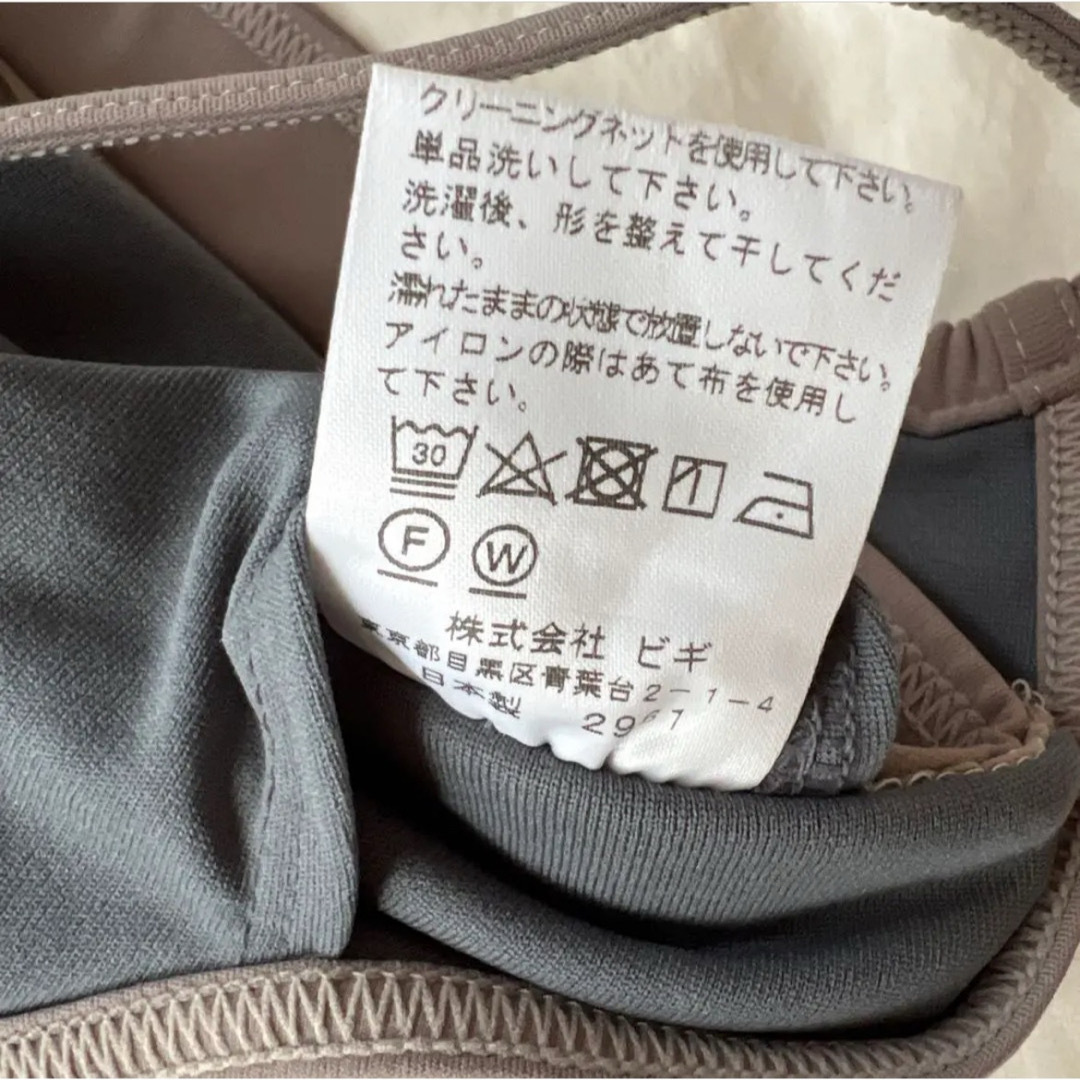 クリーニングネットを使用して下さい。
単品洗いして下さい。
洗濯後、形を整えて干してくだ
さい。
濡れたままの状態で放置しないで下さい。
アイロンの際はあて布を使用し
て下さい。
30
F W
株式会社 ビギ
東京都目黒区青葉台2-1-4
日本製